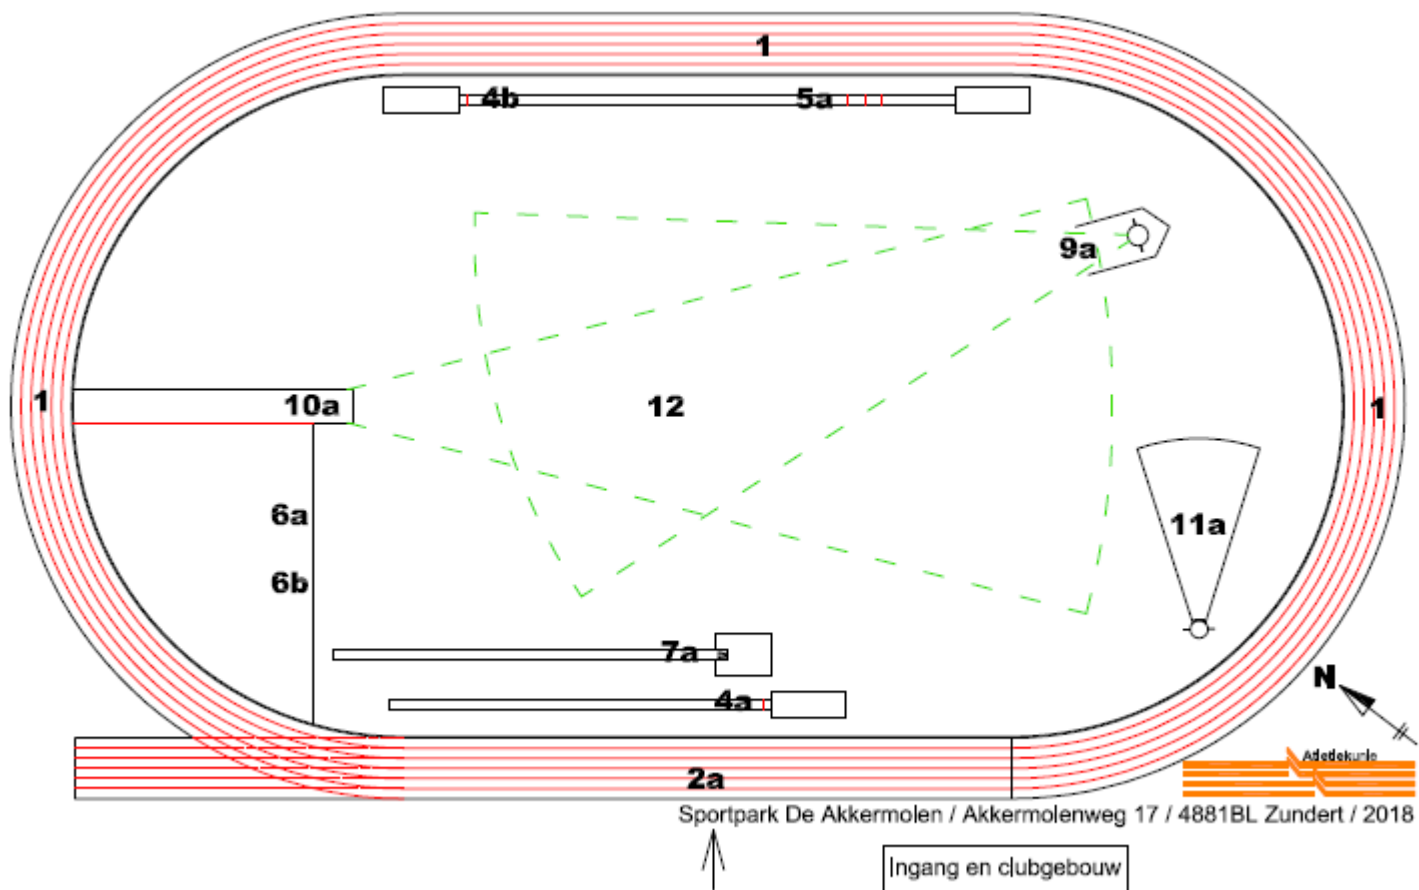 1
4b 5a
9a
1 10a 12 1
6a 11a
6b
7a
N
4a
Atletiekunie
2a
Sportpark De Akkermolen / Akkermolenweg 17 / 4881BL Zundert / 2018
Ingang en clubgebouw